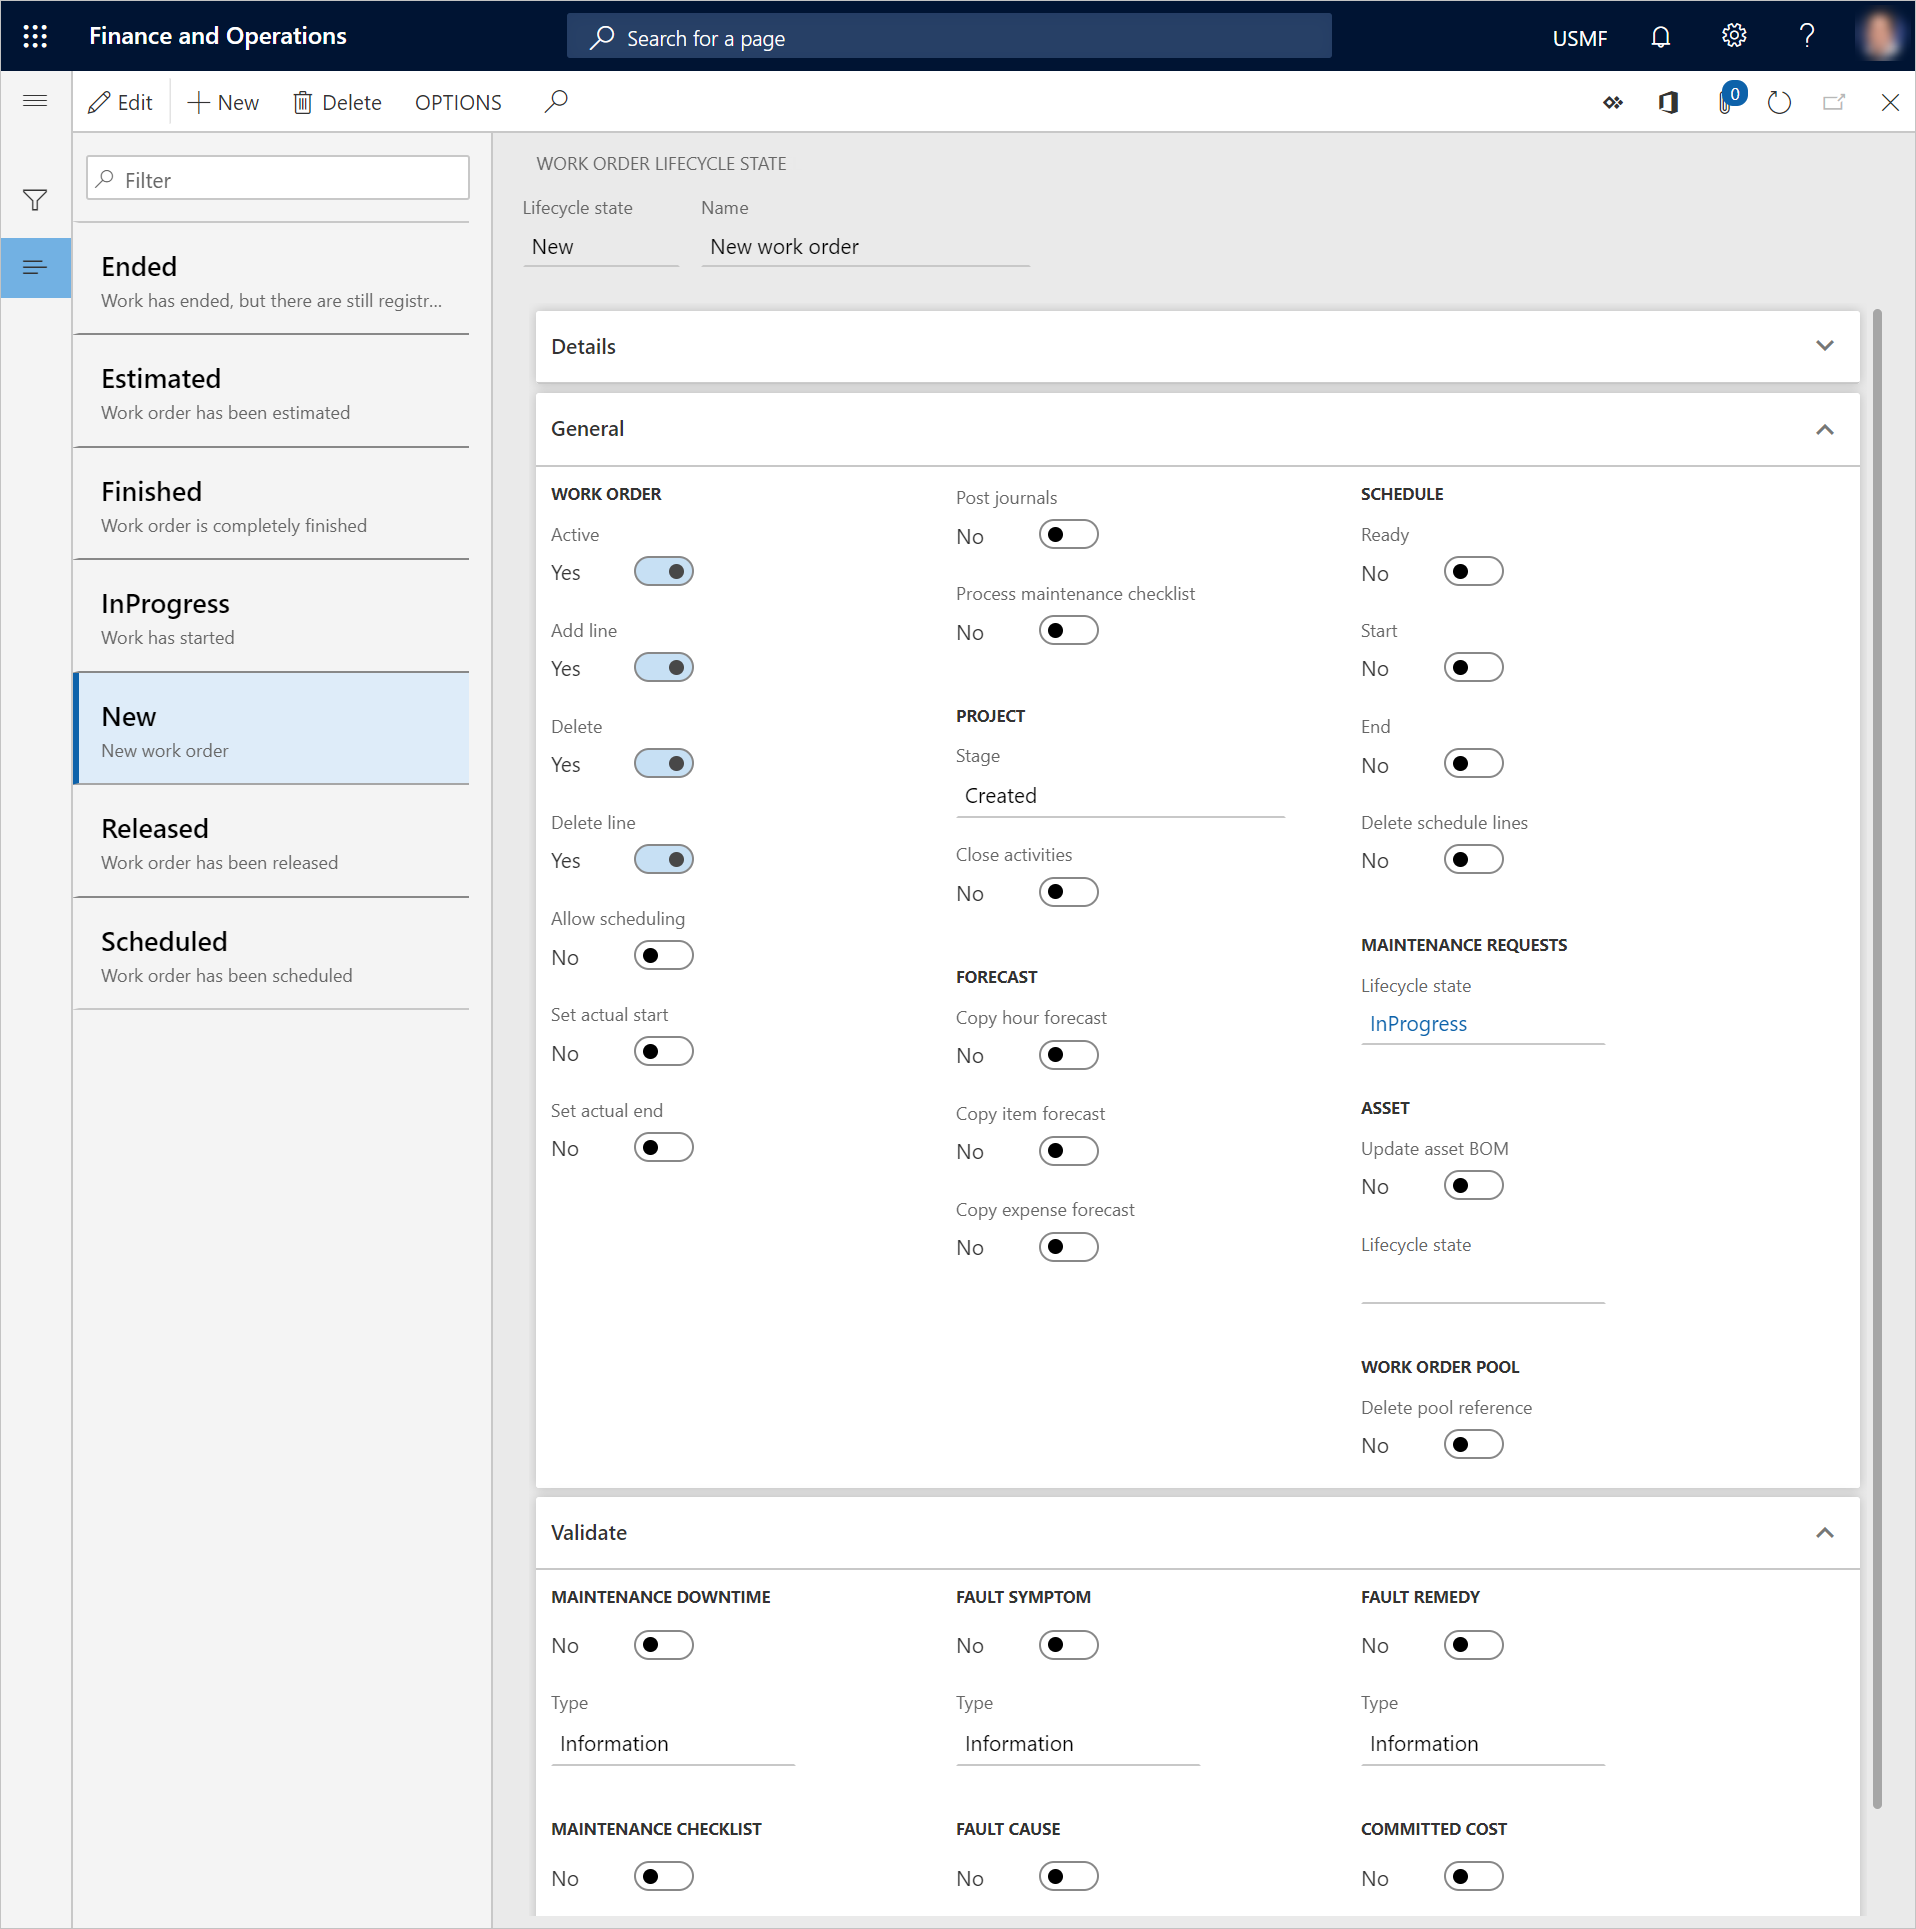 Finance and Operations
Search for a page
USMF
Edit
New
Delete
OPTIONS
0
Filter
Ended
Work has ended, but there are still registr...
Estimated
Work order has been estimated
Finished
Work order is completely finished
InProgress
Work has started
New
New work order
Released
Work order has been released
Scheduled
Work order has been scheduled
WORK ORDER LIFECYCLE STATE
Lifecycle state
New
Name
New work order
Details
General
WORK ORDER
Active
Yes
Add line
Yes
Delete
Yes
Delete line
Yes
Allow scheduling
No
Set actual start
No
Set actual end
No
Post journals
No
Process maintenance checklist
No
PROJECT
Stage
Created
Close activities
No
FORECAST
Copy hour forecast
No
Copy item forecast
No
Copy expense forecast
No
SCHEDULE
Ready
No
Start
No
End
No
Delete schedule lines
No
MAINTENANCE REQUESTS
Lifecycle state
InProgress
ASSET
Update asset BOM
No
Lifecycle state
WORK ORDER POOL
Delete pool reference
No
Validate
MAINTENANCE DOWNTIME
No
Type
Information
MAINTENANCE CHECKLIST
No
FAULT SYMPTOM
No
Type
Information
FAULT CAUSE
No
FAULT REMEDY
No
Type
Information
COMMITTED COST
No